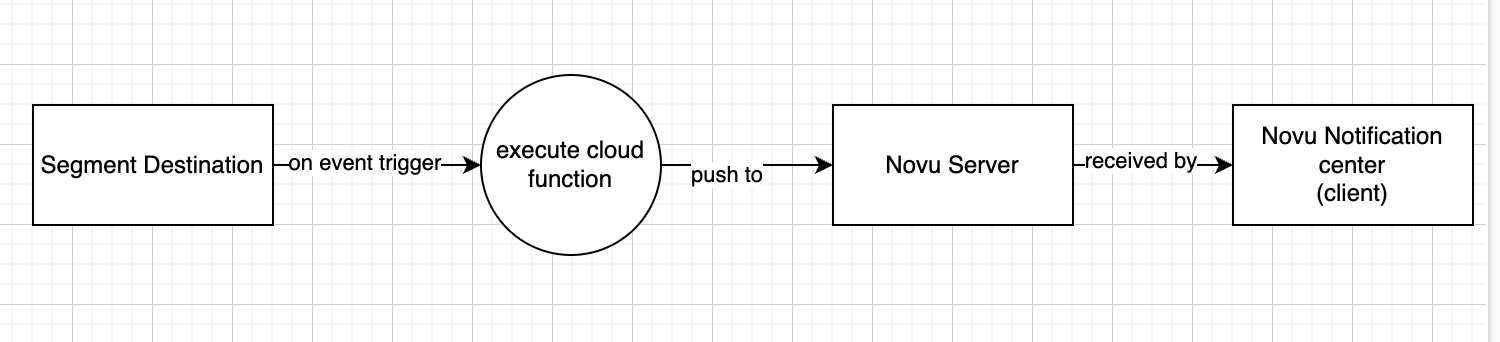 Segment Destination
on event trigger
execute cloud
function
push to
Novu Server
received by
Novu Notification
center
(client)